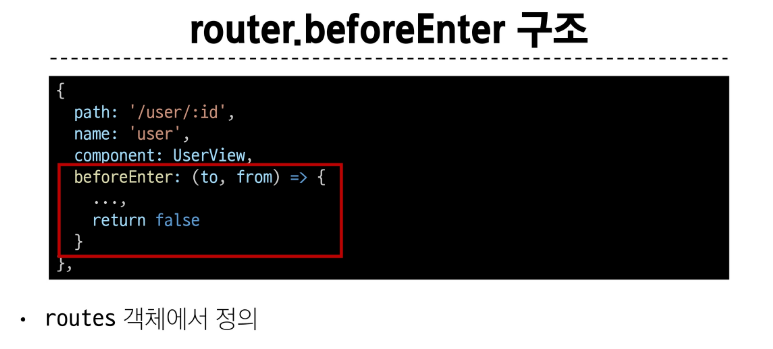 router.beforeEnter 구조
{
path: '/user/:id',
name: 'user',
component: UserView,
beforeEnter: (to, from) => {
...,
return false
}
},
• routes 객체에서 정의